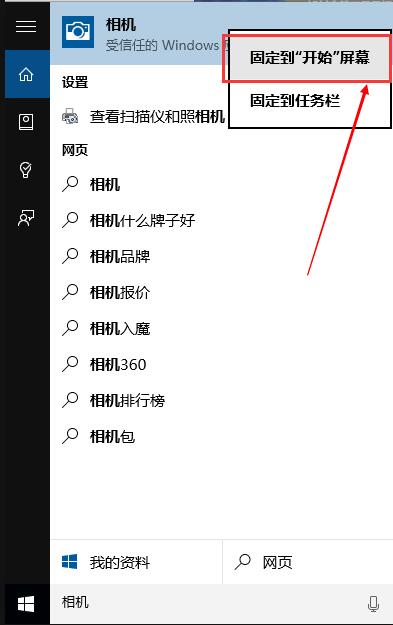 相机
受信任的 Windows
固定到“开始”屏幕
固定到任务栏
设置
查看扫描仪和照相机
网页
相机
相机什么牌子好
相机品牌
相机报价
相机入魔
相机360
相机排行榜
相机包
我的资料
网页
相机